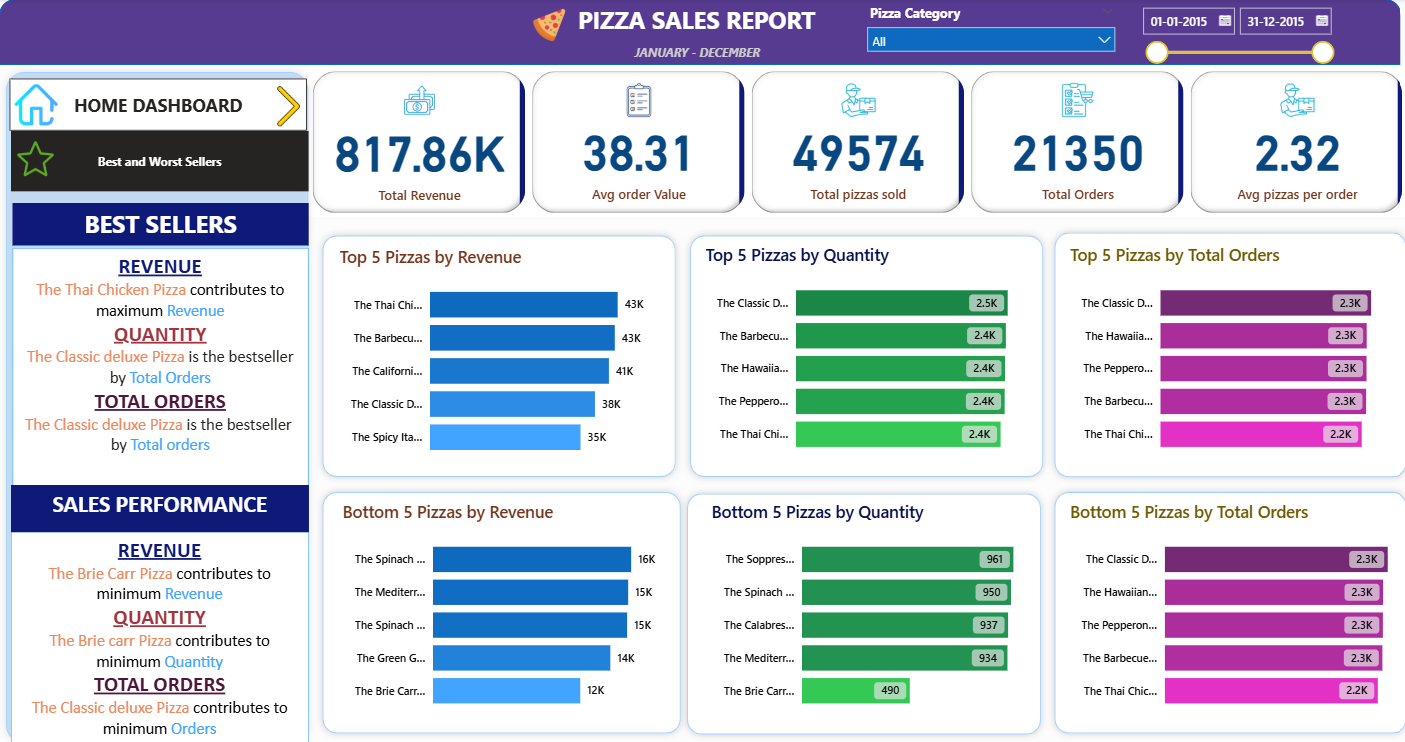 PIZZA SALES REPORT
JANUARY - DECEMBER
Pizza Category
All
01-01-2015
31-12-2015
HOME DASHBOARD
Best and Worst Sellers
817.86K
Total Revenue
38.31
Avg order Value
49574
Total pizzas sold
21350
Total Orders
2.32
Avg pizzas per order
BEST SELLERS
REVENUE
The Thai Chicken Pizza contributes to
maximum Revenue
QUANTITY
The Classic deluxe Pizza is the bestseller
by Total Orders
TOTAL ORDERS
The Classic deluxe Pizza is the bestseller
by Total orders
SALES PERFORMANCE
REVENUE
The Brie Carr Pizza contributes to
minimum Revenue
QUANTITY
The Brie carr Pizza contributes to
minimum Quantity
TOTAL ORDERS
The Classic deluxe Pizza contributes to
minimum Orders
Top 5 Pizzas by Revenue
The Thai Chi... 43K
The Barbecu... 43K
The Californi... 41K
The Classic D... 38K
The Spicy Ita... 35K
Top 5 Pizzas by Quantity
The Classic D... 2.5K
The Barbecu... 2.4K
The Hawaiia... 2.4K
The Peppero... 2.4K
The Thai Chi... 2.4K
Top 5 Pizzas by Total Orders
The Classic D... 2.3K
The Hawaiia... 2.3K
The Peppero... 2.3K
The Barbecu... 2.3K
The Thai Chi... 2.2K
Bottom 5 Pizzas by Revenue
The Spinach ... 16K
The Mediterr... 15K
The Spinach ... 15K
The Green G... 14K
The Brie Carr... 12K
Bottom 5 Pizzas by Quantity
The Soppres... 961
The Spinach ... 950
The Calabres... 937
The Mediterr... 934
The Brie Carr... 490
Bottom 5 Pizzas by Total Orders
The Classic D... 2.3K
The Hawaiian... 2.3K
The Pepperon... 2.3K
The Barbecue... 2.3K
The Thai Chic... 2.2K